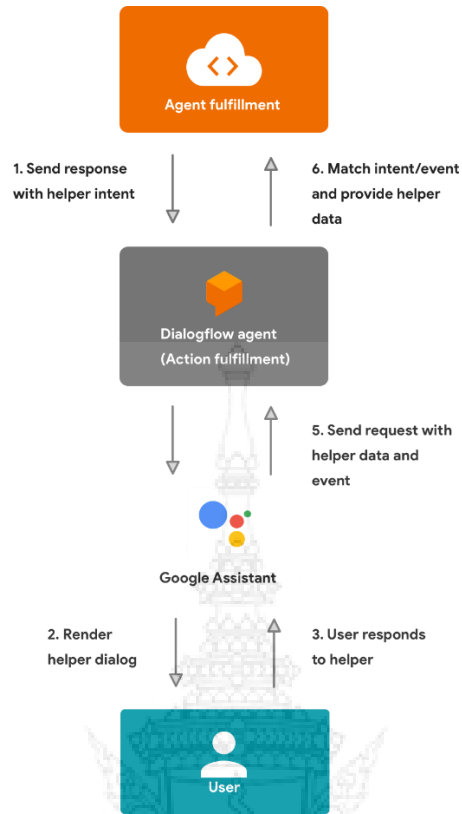 Agent fulfillment
1. Send response
with helper intent
6. Match intent/event
and provide helper
data
Dialogflow agent
(Action fulfillment)
5. Send request with
helper data and
event
Google Assistant
2. Render
helper dialog
3. User responds
to helper
User